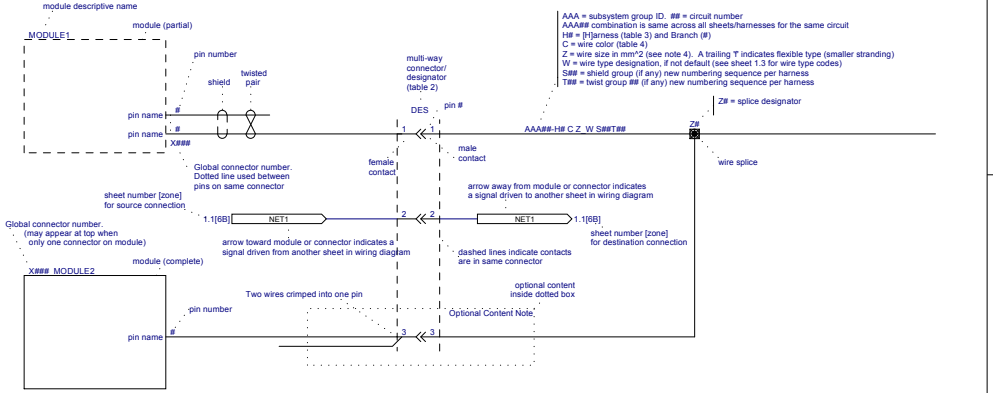 module descriptive name
MODULE1
module (partial)
pin number
shield
twisted
pair
pin name
#
pin name
#
X###
Global connector number.
Dotted line used between
pins on same connector
multi-way
connector/
designator
(table 2)
DES
pin #
1
1
female
contact
male
contact
AAA = subsystem group ID. ## = circuit number
AAA## combination is same across all sheets/harnesses for the same circuit
H# = [H]arness (table 3) and Branch (#)
C = wire color (table 4)
Z = wire size in mm^2 (see note 4). A trailing 'f' indicates flexible type (smaller stranding)
W = wire type designation, if not default (see sheet 1.3 for wire type codes)
S## = shield group (if any) new numbering sequence per harness
T## = twist group ## (if any) new numbering sequence per harness
Z# = splice designator
AAA##-H# C Z_W S##T##
Z#
wire splice
sheet number [zone]
for source connection
1.1[6B]
NET1
2
2
arrow away from module or connector indicates
a signal driven to another sheet in wiring diagram
NET1
1.1[6B]
sheet number [zone]
for destination connection
arrow toward module or connector indicates a
signal driven from another sheet in wiring diagram
dashed lines indicate contacts
are in same connector
Global connector number.
(may appear at top when
only one connector on module)
module (complete)
X### MODULE2
pin number
pin name
#
Two wires crimped into one pin
optional content
inside dotted box
Optional Content Note
3
3